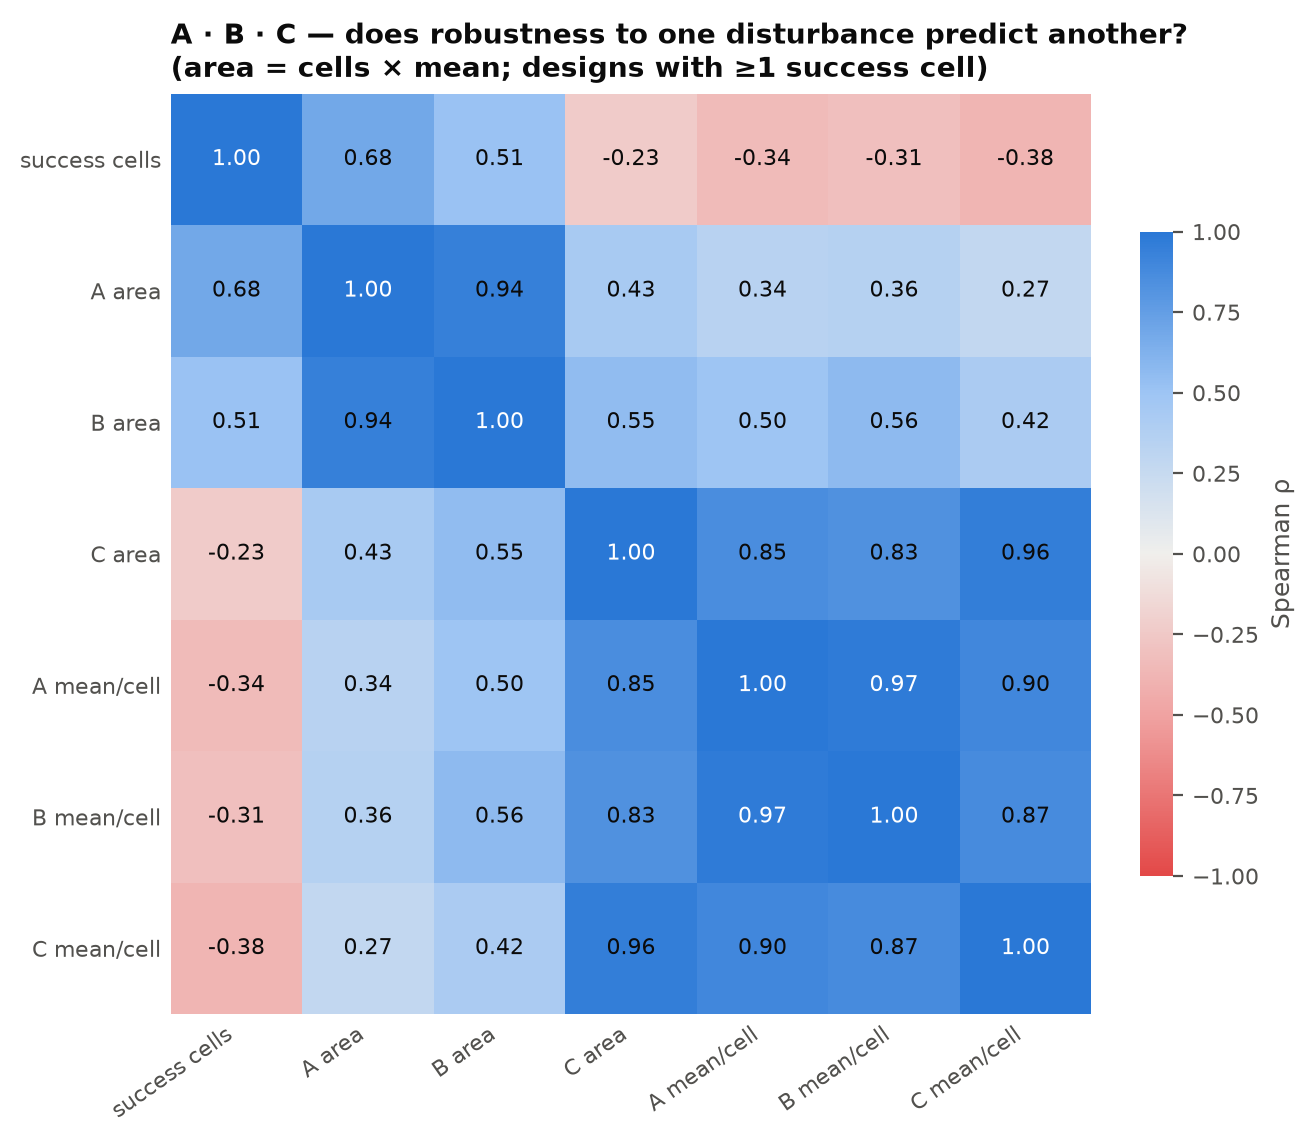 A · B · C — does robustness to one disturbance predict another?
(area = cells × mean; designs with ≥1 success cell)
success cells 1.00 0.68 0.51 -0.23 -0.34 -0.31 -0.38
A area 0.68 1.00 0.94 0.43 0.34 0.36 0.27
B area 0.51 0.94 1.00 0.55 0.50 0.56 0.42
C area -0.23 0.43 0.55 1.00 0.85 0.83 0.96
A mean/cell -0.34 0.34 0.50 0.85 1.00 0.97 0.90
B mean/cell -0.31 0.36 0.56 0.83 0.97 1.00 0.87
C mean/cell -0.38 0.27 0.42 0.96 0.90 0.87 1.00
success cells A area B area C area A mean/cell B mean/cell C mean/cell
1.00
0.75
0.50
0.25
0.00
−0.25
−0.50
−0.75
−1.00
Spearman ρ